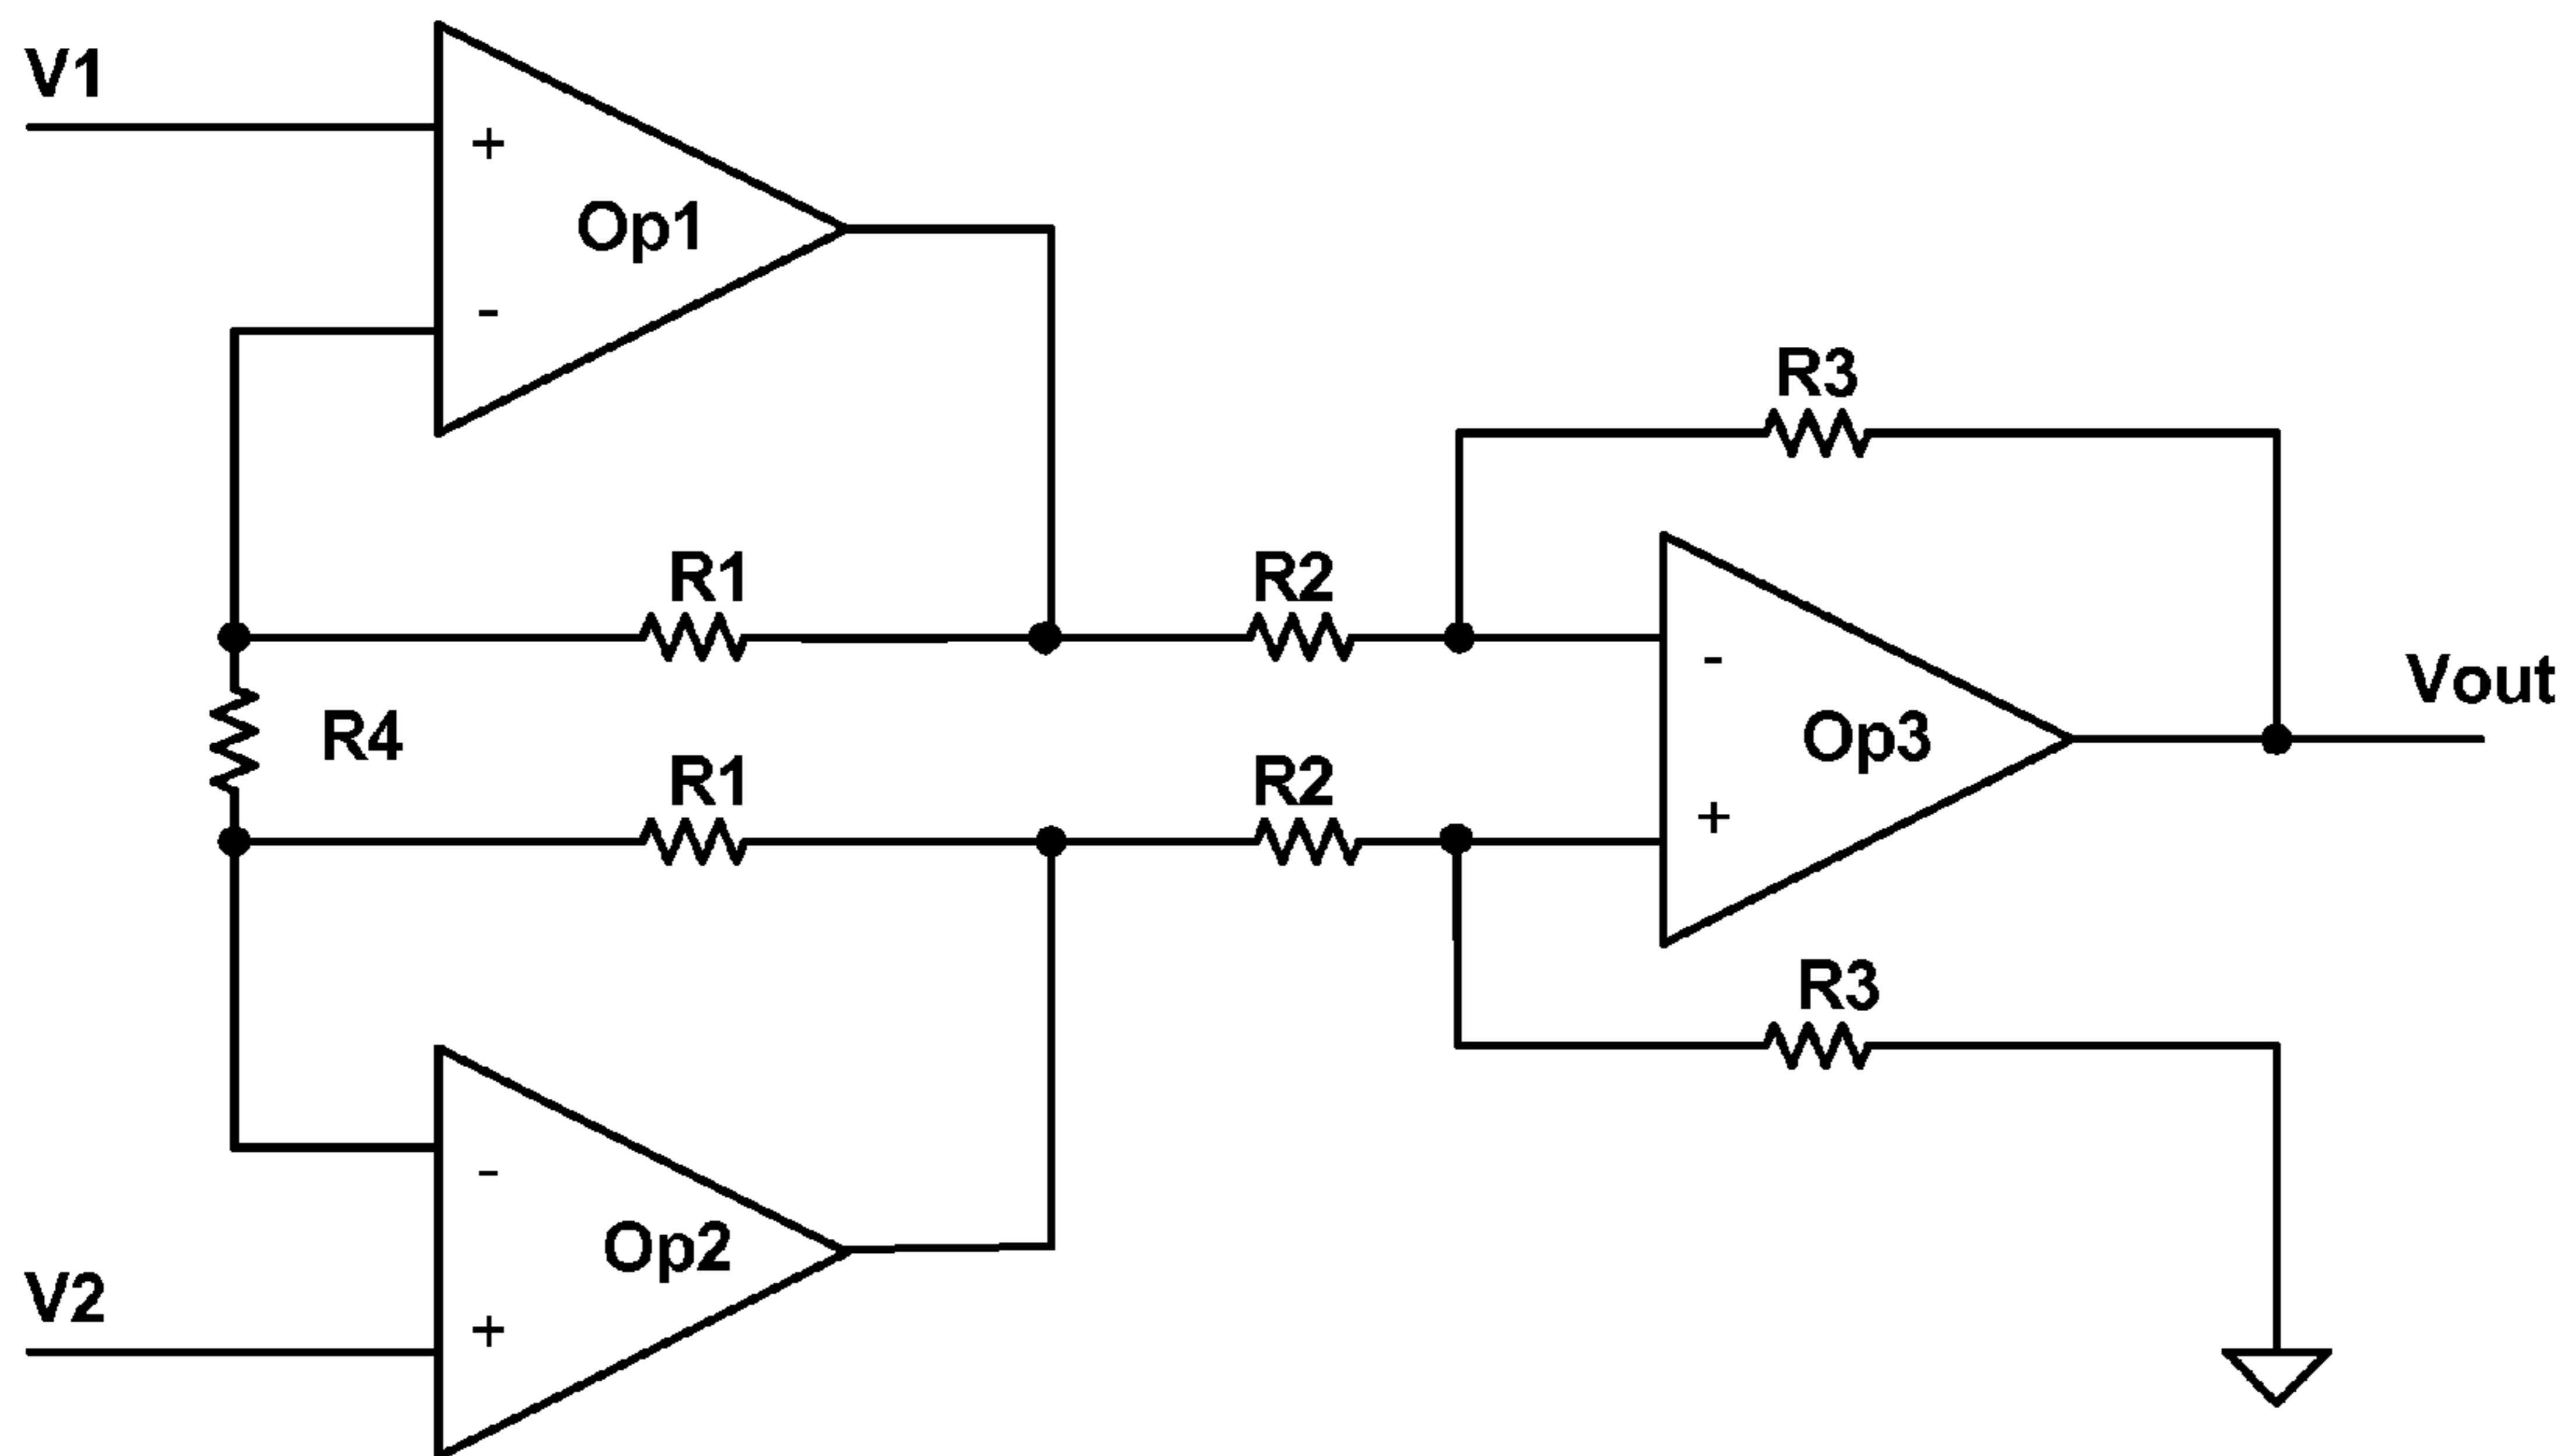 V1
+
Op1
-
R3
R1
R2
-
Vout
R4
Op3
R1
R2
+
R3
-
Op2
V2
+